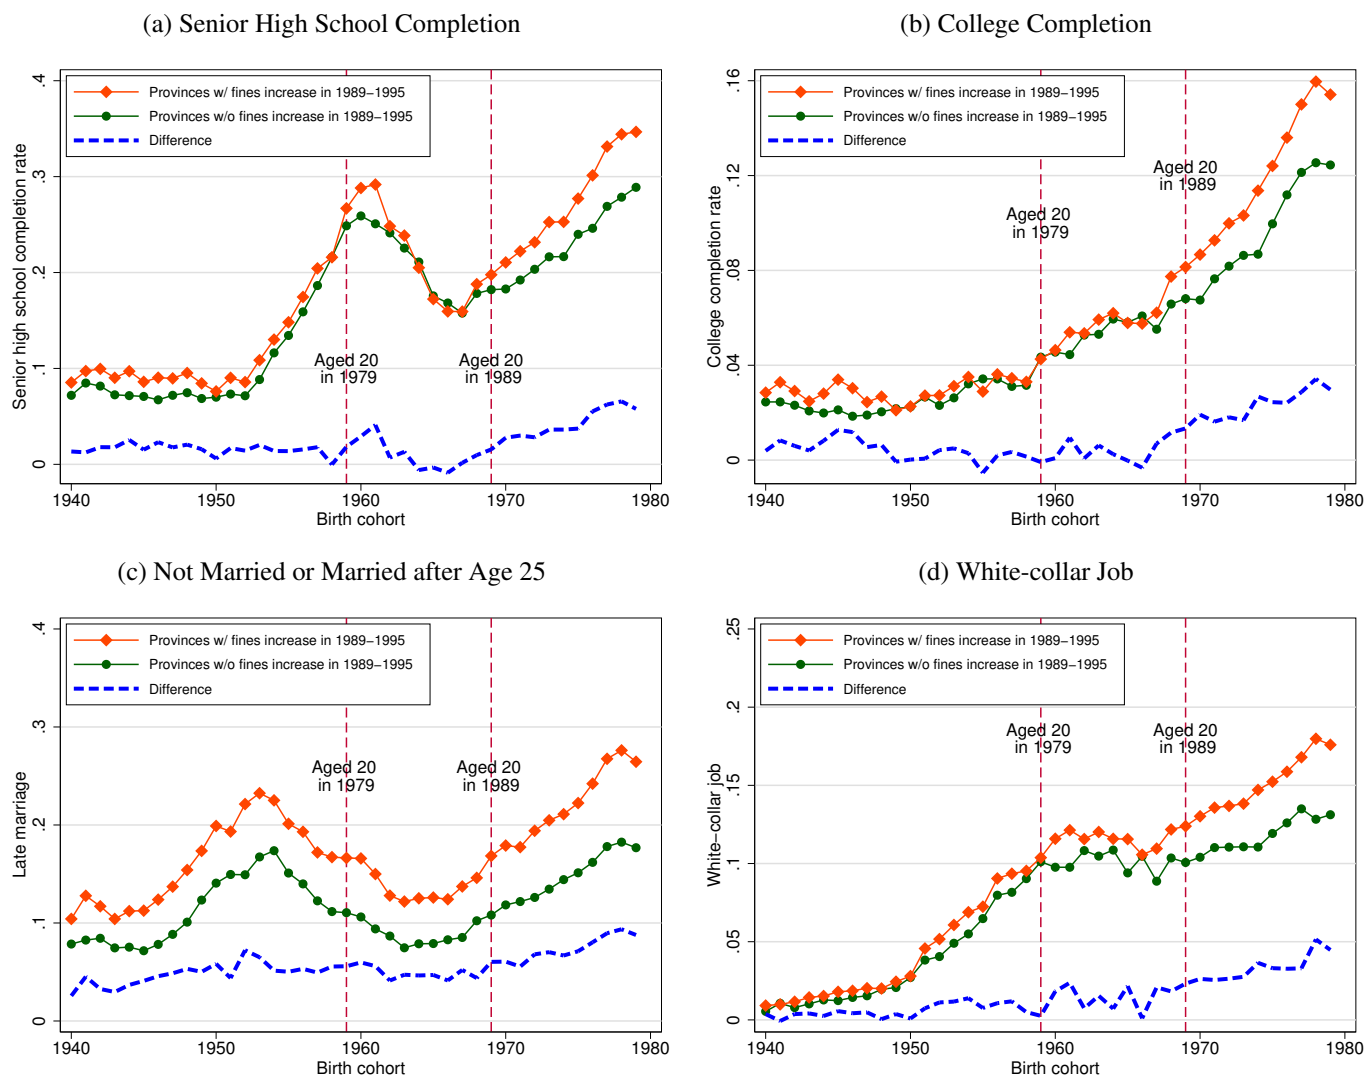 (a) Senior High School Completion
Senior high school completion rate
.4
.3
.2
.1
0
Provinces w/ fines increase in 1989−1995
Provinces w/o fines increase in 1989−1995
Difference
Aged 20
in 1979
Aged 20
in 1989
1940
1950
1960
1970
1980
Birth cohort
(b) College Completion
College completion rate
.16
.12
.08
.04
0
Provinces w/ fines increase in 1989−1995
Provinces w/o fines increase in 1989−1995
Difference
Aged 20
in 1979
Aged 20
in 1989
1940
1950
1960
1970
1980
Birth cohort
(c) Not Married or Married after Age 25
Late marriage
.4
.3
.2
.1
0
Provinces w/ fines increase in 1989−1995
Provinces w/o fines increase in 1989−1995
Difference
Aged 20
in 1979
Aged 20
in 1989
1940
1950
1960
1970
1980
Birth cohort
(d) White-collar Job
White−collar job
.25
.2
.15
.1
.05
0
Provinces w/ fines increase in 1989−1995
Provinces w/o fines increase in 1989−1995
Difference
Aged 20
in 1979
Aged 20
in 1989
1940
1950
1960
1970
1980
Birth cohort